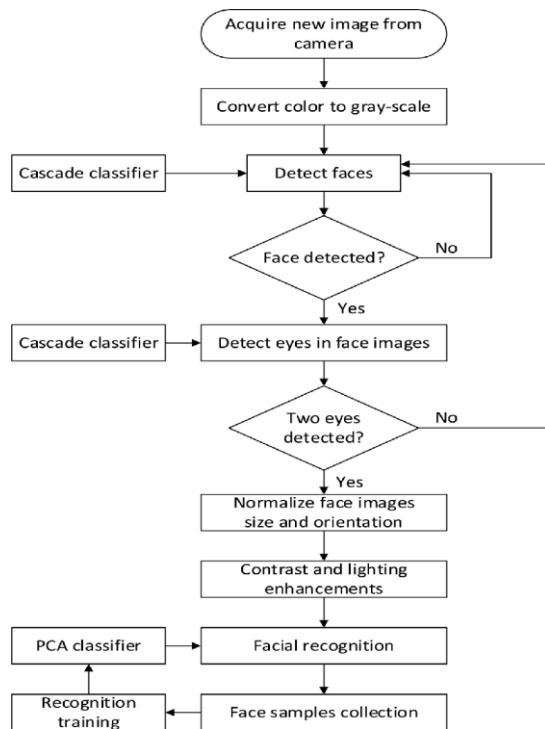 Acquire new image from
camera
Convert color to gray-scale
Cascade classifier
Detect faces
Face detected?
No
Yes
Cascade classifier
Detect eyes in face images
Two eyes
detected?
No
Yes
Normalize face images
size and orientation
Contrast and lighting
enhancements
PCA classifier
Facial recognition
Recognition
training
Face samples collection